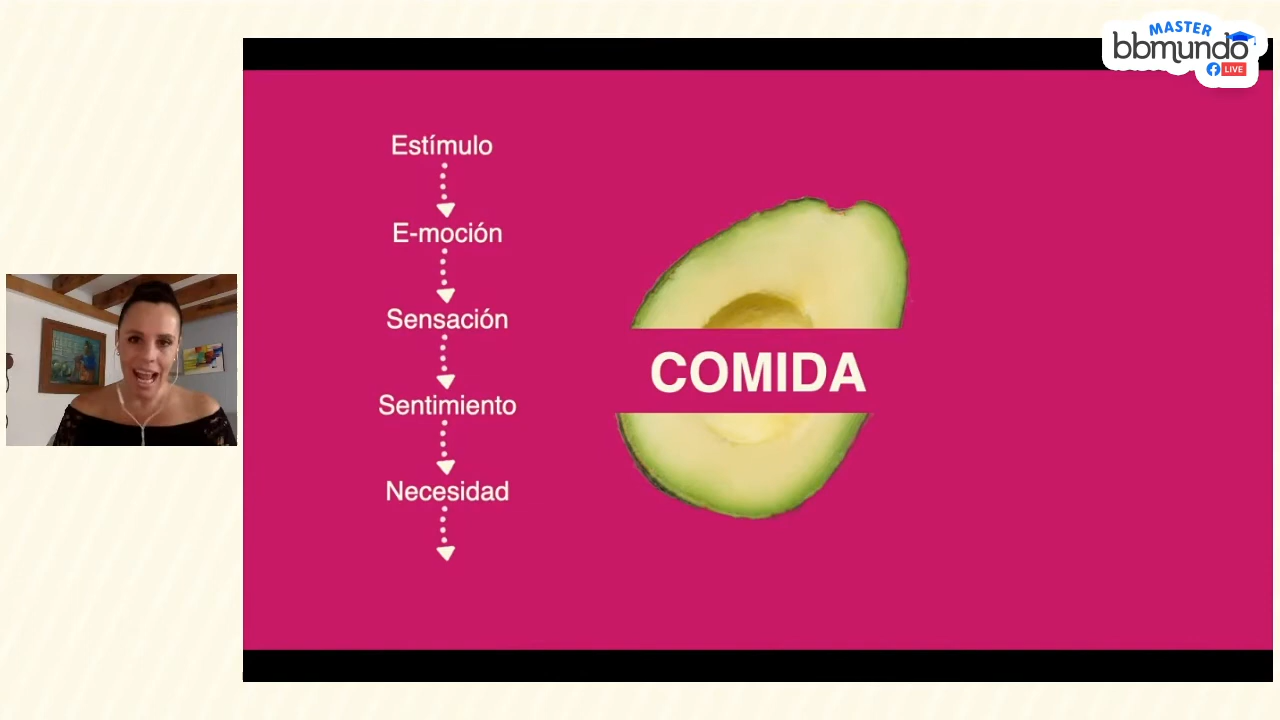 MASTER
bbmundo
LIVE
Estímulo
E-moción
Sensación
Sentimiento
Necesidad
COMIDA